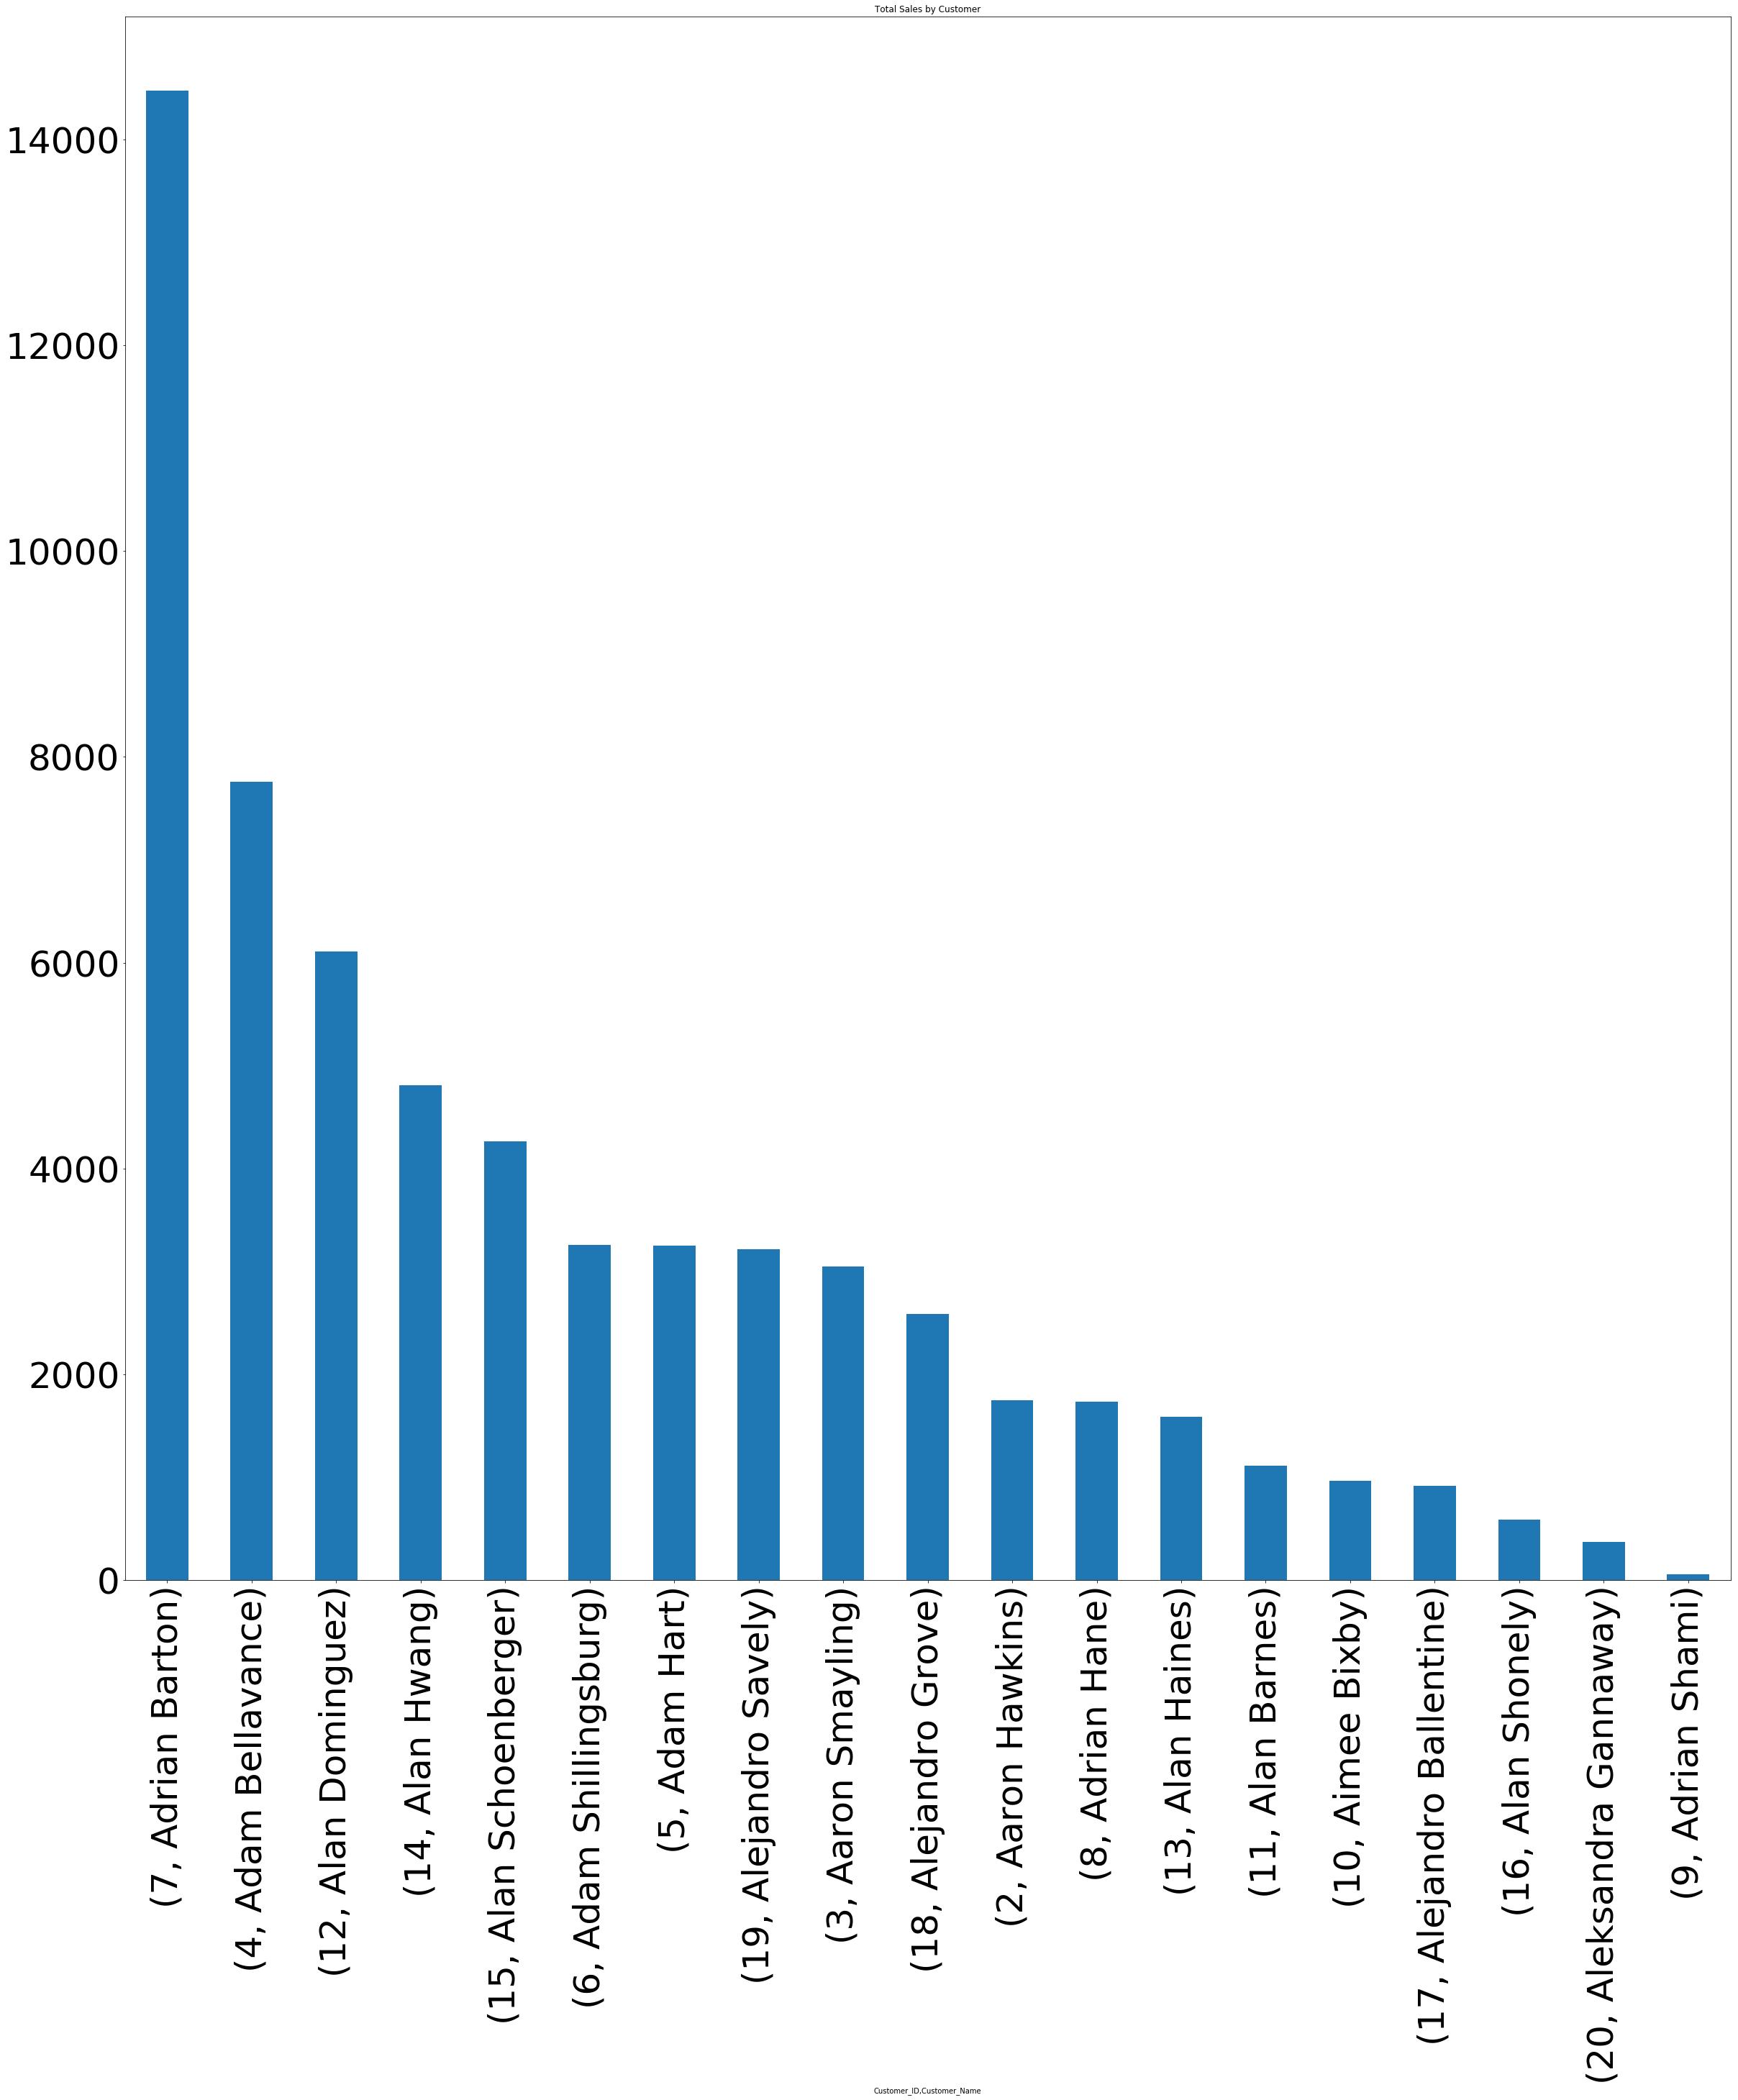 Total Sales by Customer
14000
12000
10000
8000
6000
4000
2000
0
(7, Adrian Barton)
(4, Adam Bellavance)
(12, Alan Dominguez)
(14, Alan Hwang)
(15, Alan Schoenberger)
(6, Adam Shillingsburg)
(5, Adam Hart)
(19, Alejandro Savely)
(3, Aaron Smayling)
(18, Alejandro Grove)
(2, Aaron Hawkins)
(8, Adrian Hane)
(13, Alan Haines)
(11, Alan Barnes)
(10, Aimee Bixby)
(17, Alejandro Ballentine)
(16, Alan Shonely)
(20, Aleksandra Gannaway)
(9, Adrian Shami)
Customer_ID,Customer_Name